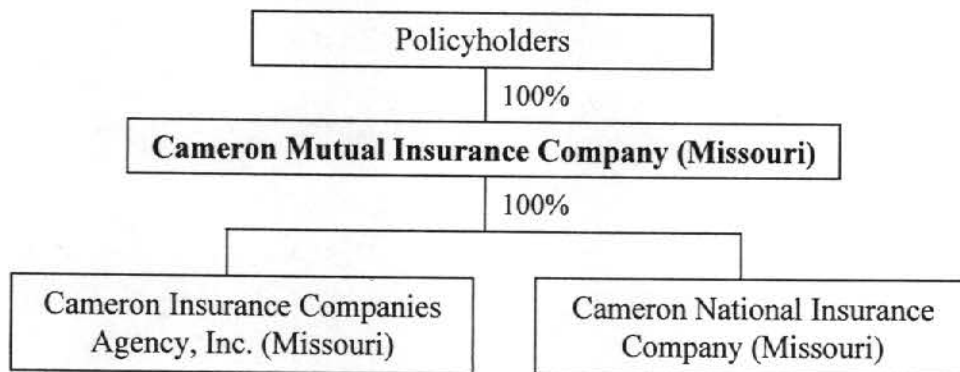 Policyholders
100%
Cameron Mutual Insurance Company (Missouri)
100%
Cameron Insurance Companies
Agency, Inc. (Missouri)
Cameron National Insurance
Company (Missouri)